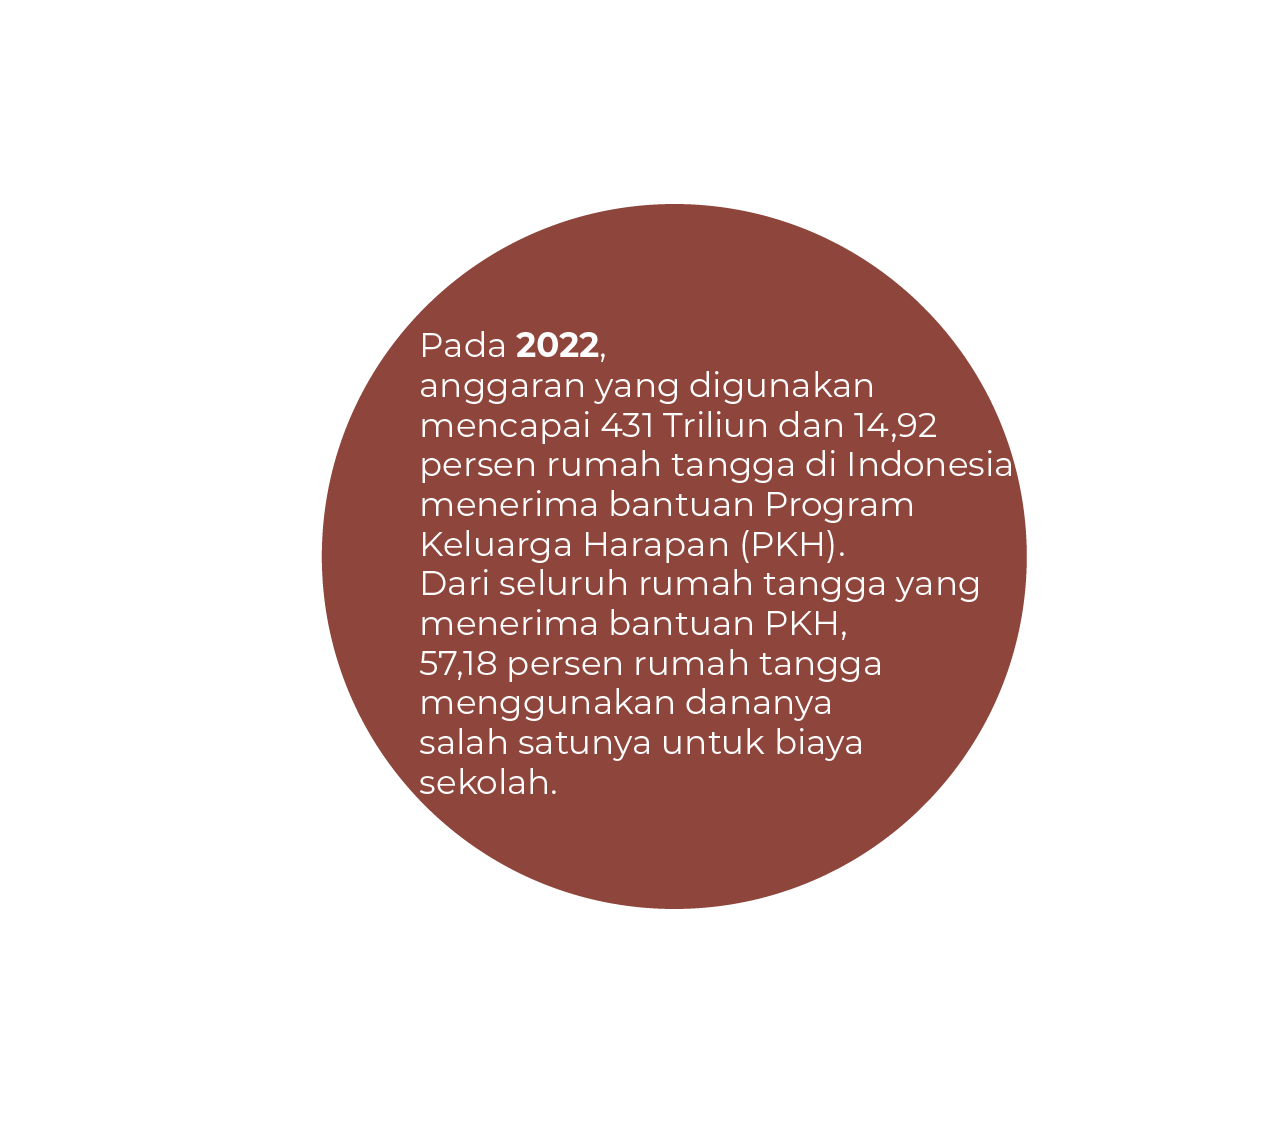 Pada 2022,
anggaran yang digunakan
mencapai 431 Triliun dan 14,92
persen rumah tangga di Indonesia
menerima bantuan Program
Keluarga Harapan (PKH).
Dari seluruh rumah tangga yang
menerima bantuan PKH,
57,18 persen rumah tangga
menggunakan dananya
salah satunya untuk biaya
sekolah.